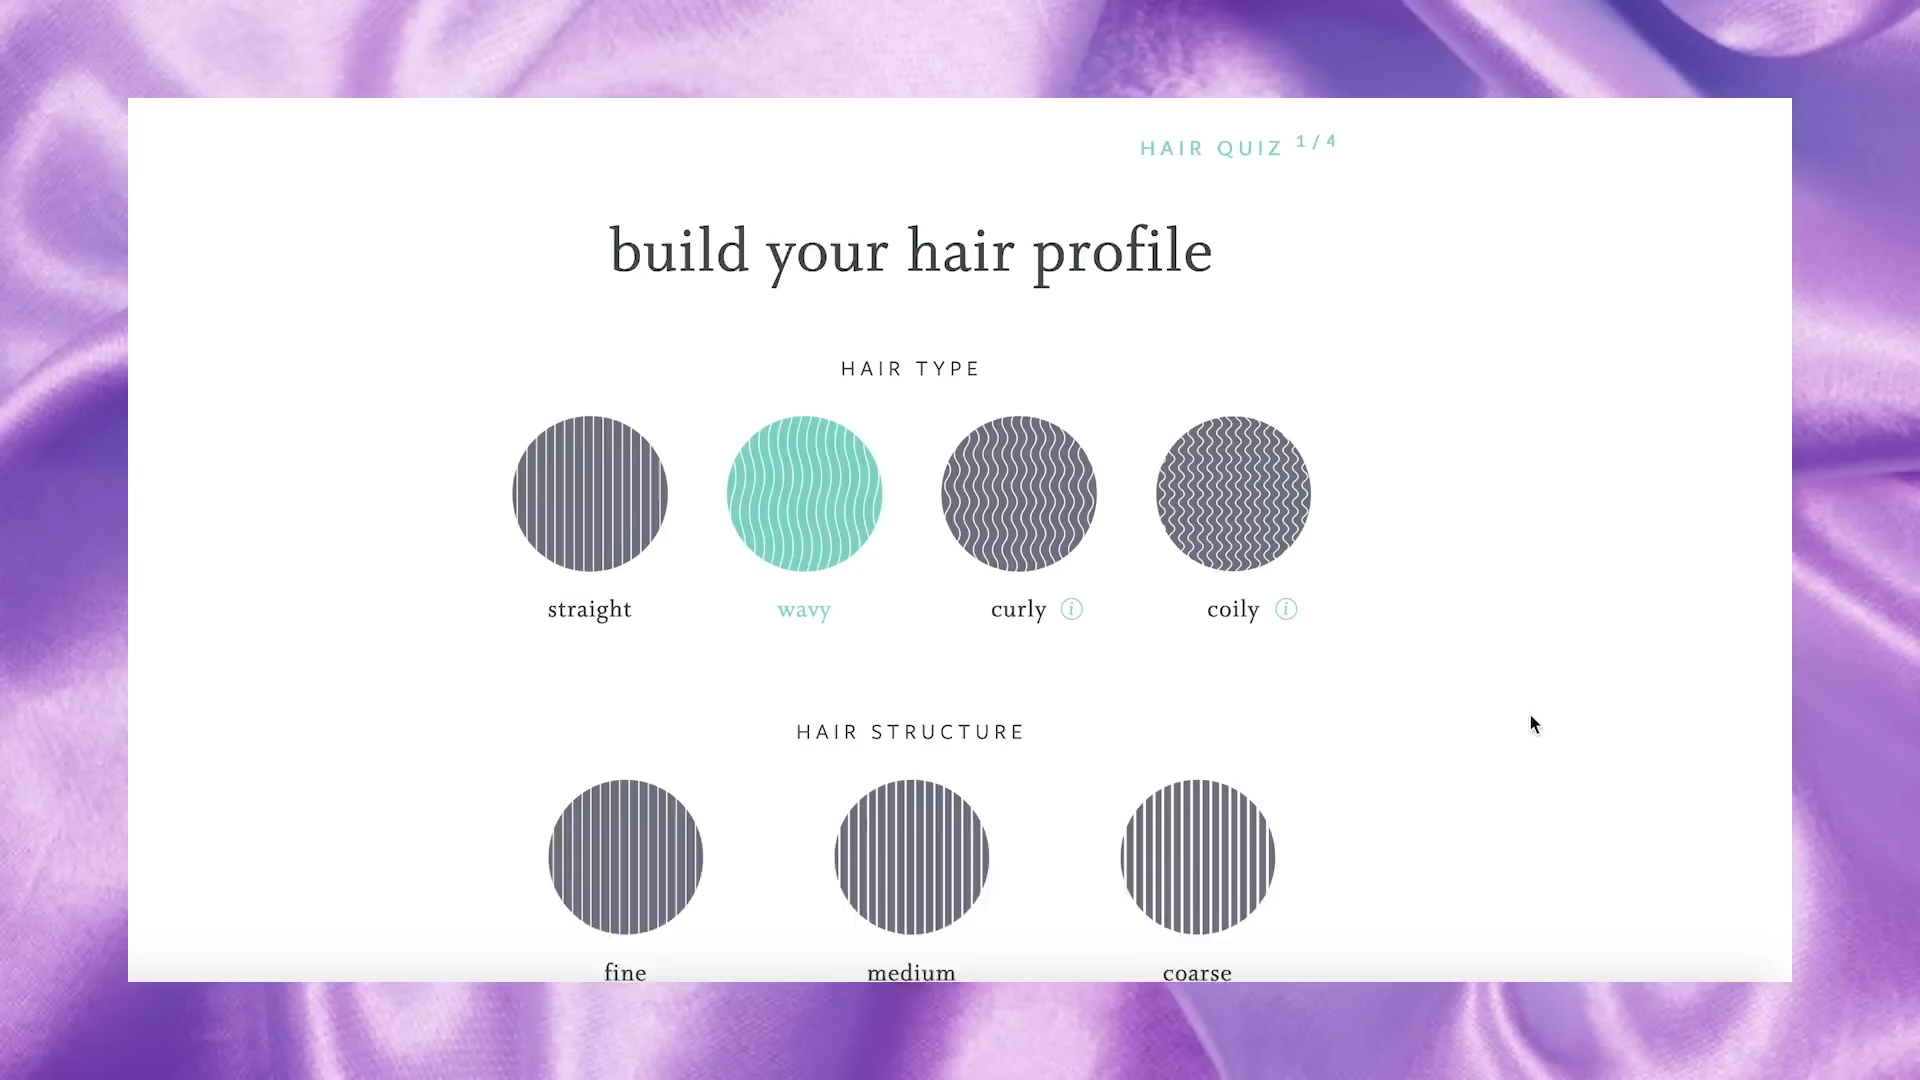 HAIR QUIZ 1/4
build your hair profile
HAIR TYPE
straight wavy curly i coily i
HAIR STRUCTURE
fine medium coarse